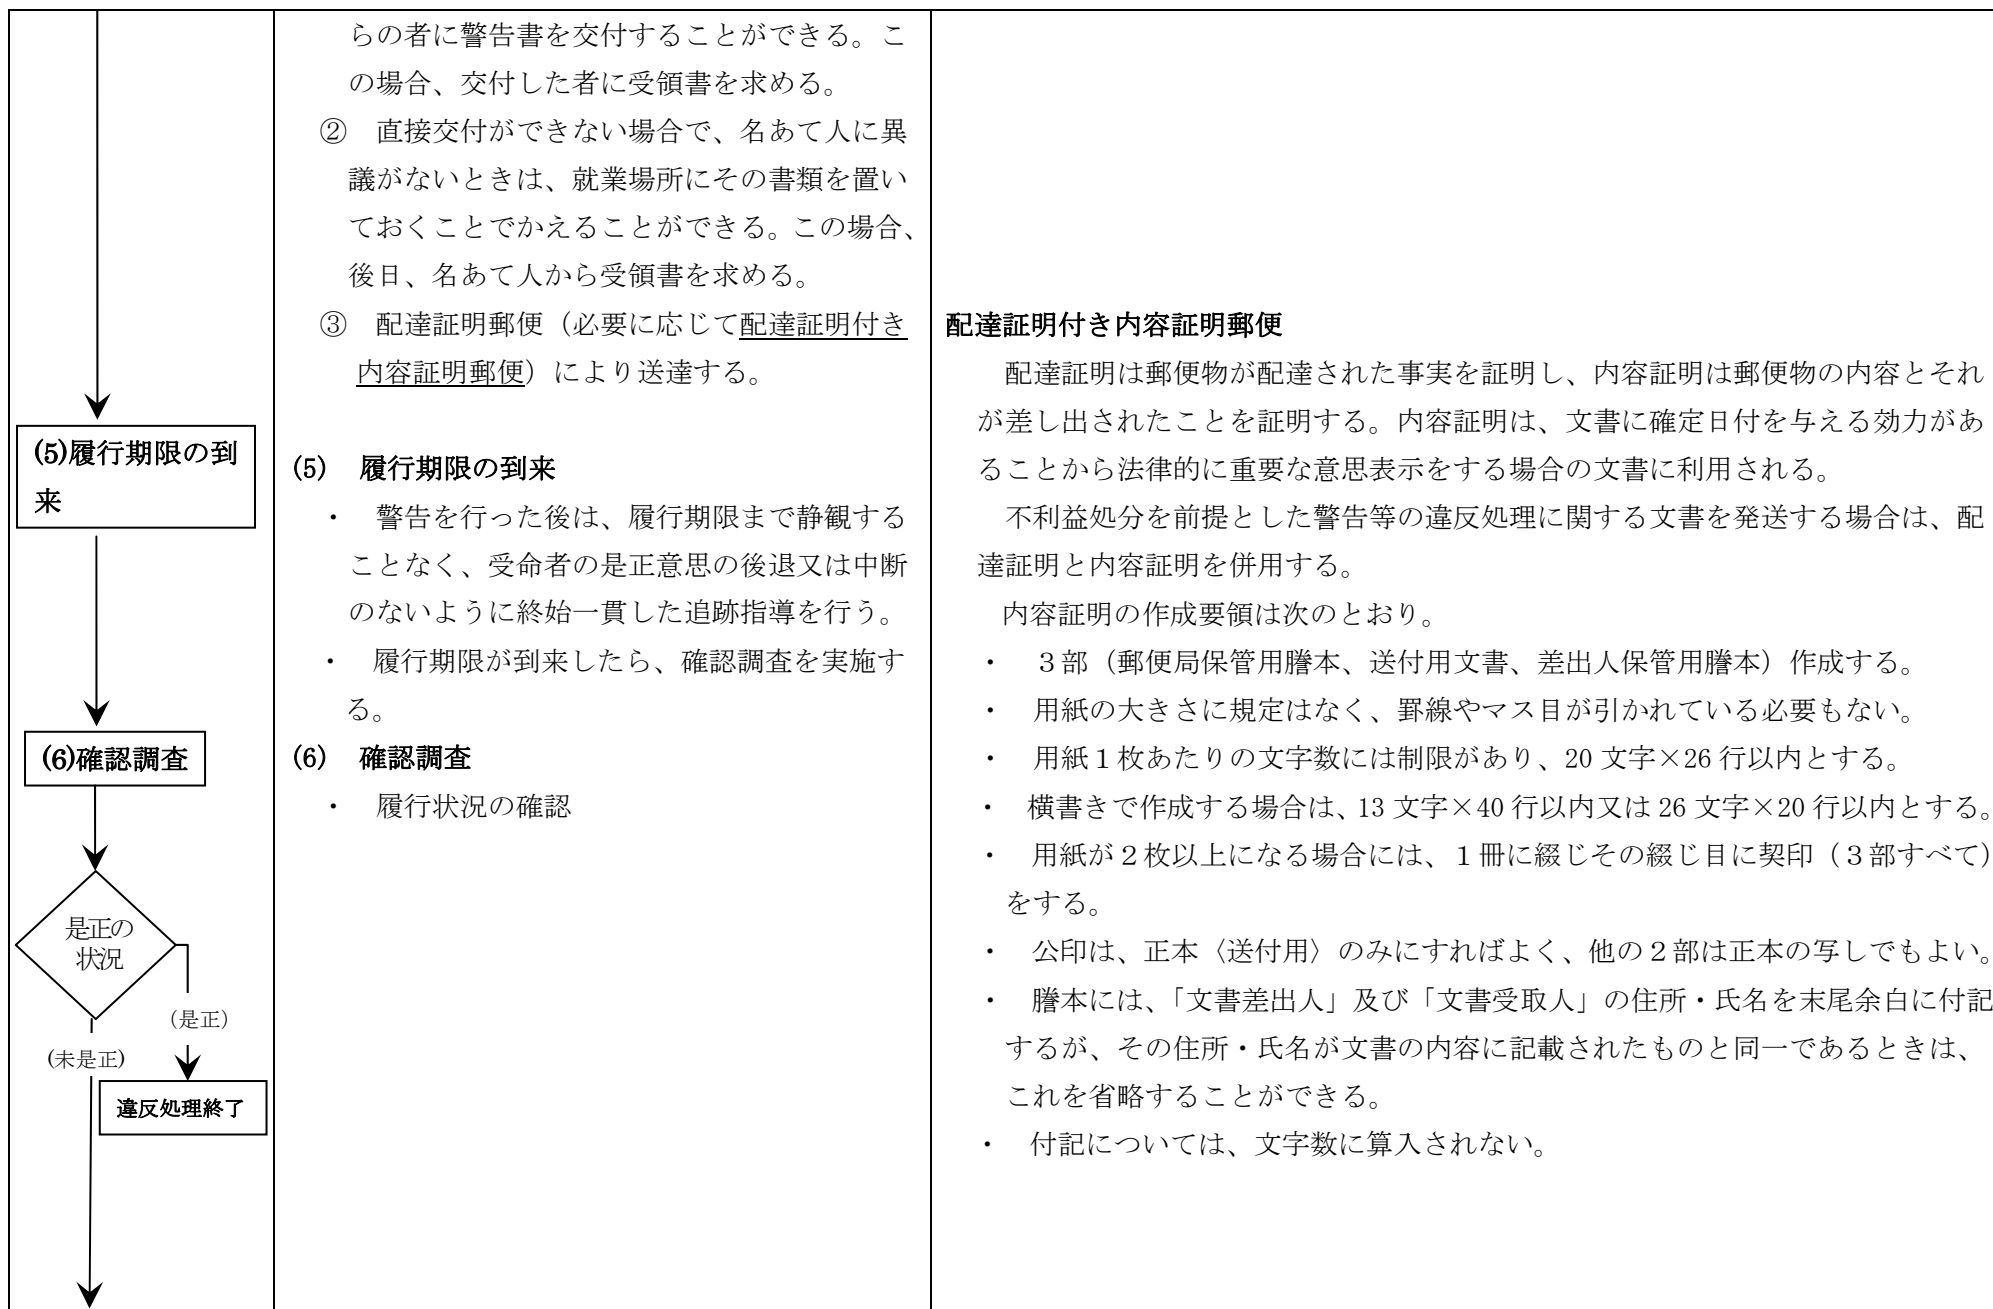 (5)履行期限の到
来
(6)確認調査
是正の
状況
(是正)
(未是正)
違反処理終了
らの者に警告書を交付することができる。こ
の場合、交付した者に受領書を求める。
② 直接交付ができない場合で、名あて人に異
議がないときは、就業場所にその書類を置い
ておくことでかえることができる。この場合、
後日、名あて人から受領書を求める。
③ 配達証明郵便（必要に応じて配達証明付き
内容証明郵便）により送達する。
(5) 履行期限の到来
・ 警告を行った後は、履行期限まで静観する
ことなく、受命者の是正意思の後退又は中断
のないように終始一貫した追跡指導を行う。
・ 履行期限が到来したら、確認調査を実施す
る。
(6) 確認調査
・ 履行状況の確認
配達証明付き内容証明郵便
配達証明は郵便物が配達された事実を証明し、内容証明は郵便物の内容とそれ
が差し出されたことを証明する。内容証明は、文書に確定日付を与える効力があ
ることから法律的に重要な意思表示をする場合の文書に利用される。
不利益処分を前提とした警告等の違反処理に関する文書を発送する場合は、配
達証明と内容証明を併用する。
内容証明の作成要領は次のとおり。
・ ３部（郵便局保管用謄本、送付用文書、差出人保管用謄本）作成する。
・ 用紙の大きさに規定はなく、罫線やマス目が引かれている必要もない。
・ 用紙１枚あたりの文字数には制限があり、20 文字×26 行以内とする。
・ 横書きで作成する場合は、13 文字×40 行以内又は 26 文字×20 行以内とする。
・ 用紙が２枚以上になる場合には、１冊に綴じその綴じ目に契印（３部すべて）
をする。
・ 公印は、正本〈送付用〉のみにすればよく、他の２部は正本の写しでもよい。
・ 謄本には、「文書差出人」及び「文書受取人」の住所・氏名を末尾余白に付記
するが、その住所・氏名が文書の内容に記載されたものと同一であるときは、
これを省略することができる。
・ 付記については、文字数に算入されない。